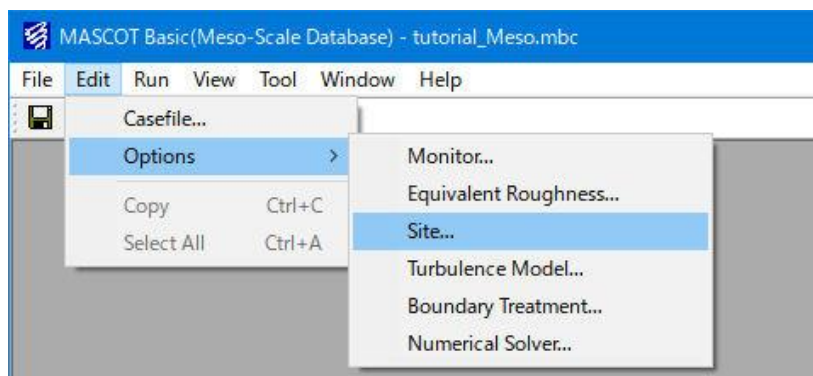 MASCOT Basic(Meso-Scale Database) - tutorial_Meso.mbc
File Edit Run View Tool Window Help
Casefile...
Options >
Copy Ctrl+C
Select All Ctrl+A
Monitor...
Equivalent Roughness...
Site...
Turbulence Model...
Boundary Treatment...
Numerical Solver...